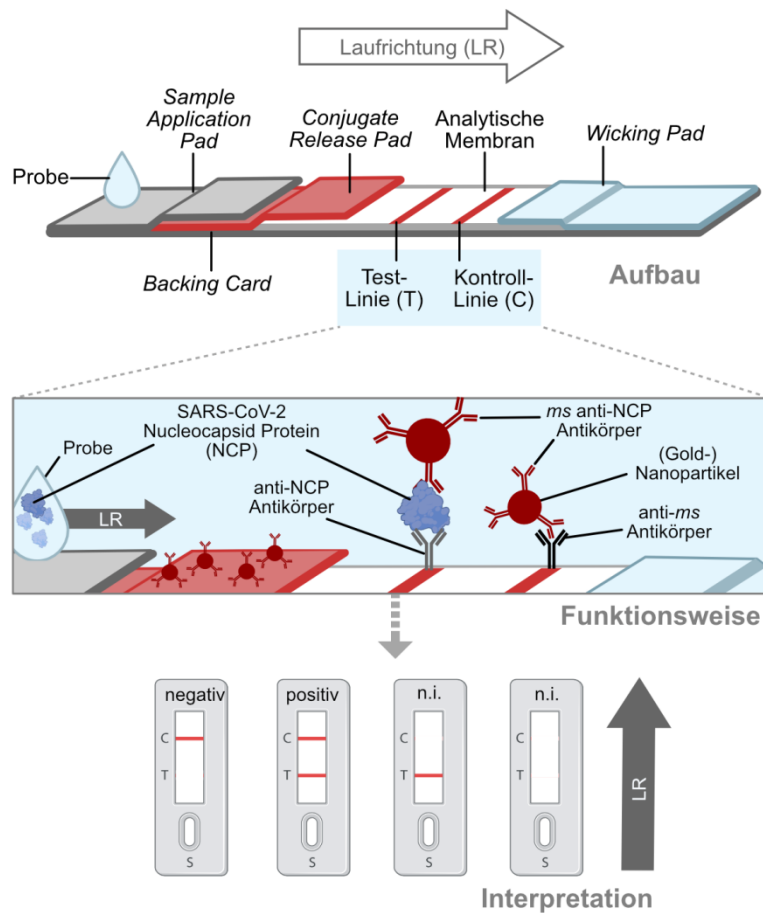 Laufrichtung (LR)
Sample
Application
Pad
Conjugate
Release Pad
Analytische
Membran
Wicking Pad
Probe
Backing Card
Test-
Linie (T)
Kontroll-
Linie (C)
Aufbau
SARS-CoV-2
Nucleocapsid Protein
(NCP)
Probe
LR
anti-NCP
Antikörper
ms anti-NCP
Antikörper
(Gold-)
Nanopartikel
anti-ms
Antikörper
Funktionsweise
negativ
C
T
S
positiv
C
T
S
n.i.
C
T
S
n.i.
C
T
S
LR
Interpretation